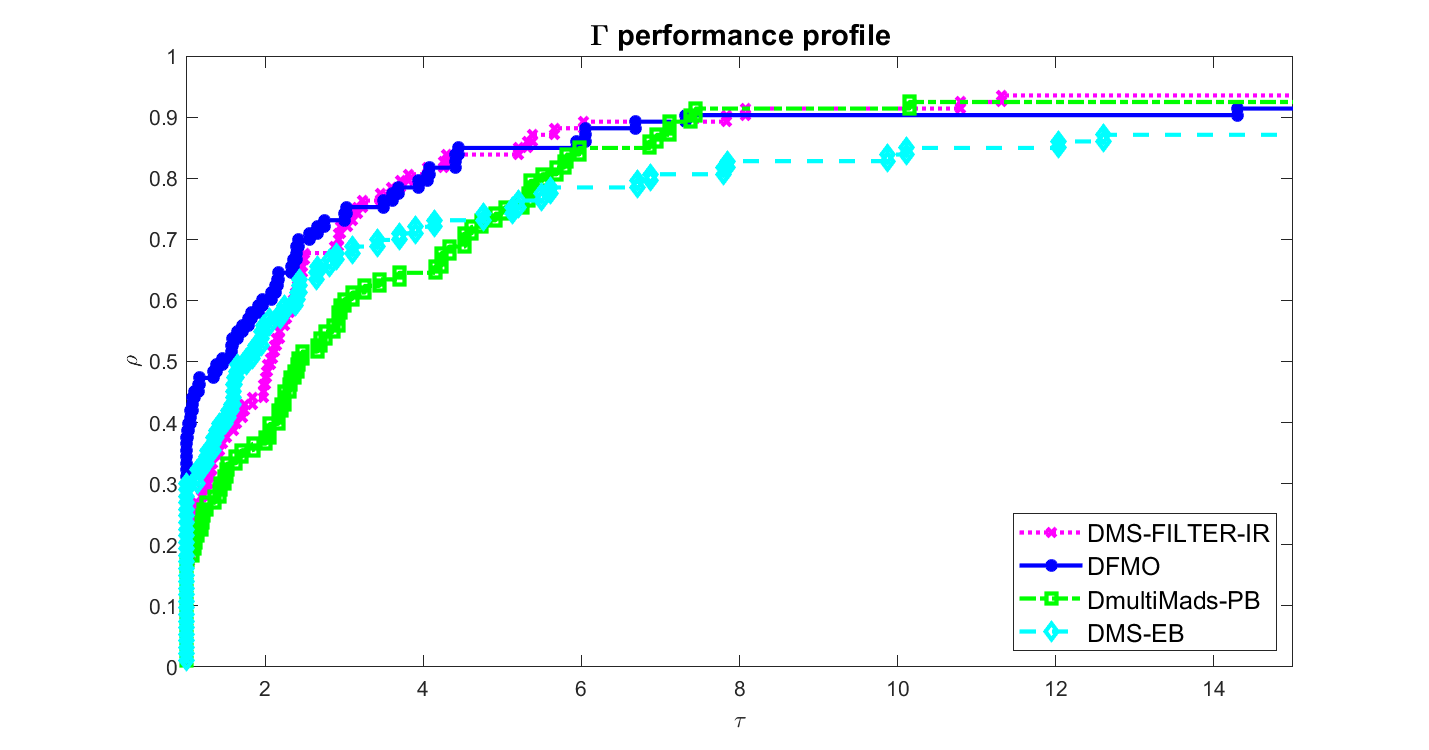 Γ performance profile
1
0.9
0.8
0.7
0.6
0.5
0.4
0.3
0.2
0.1
0
ρ
2 4 6 8 10 12 14
τ
DMS-FILTER-IR
DFMO
DmultiMads-PB
DMS-EB